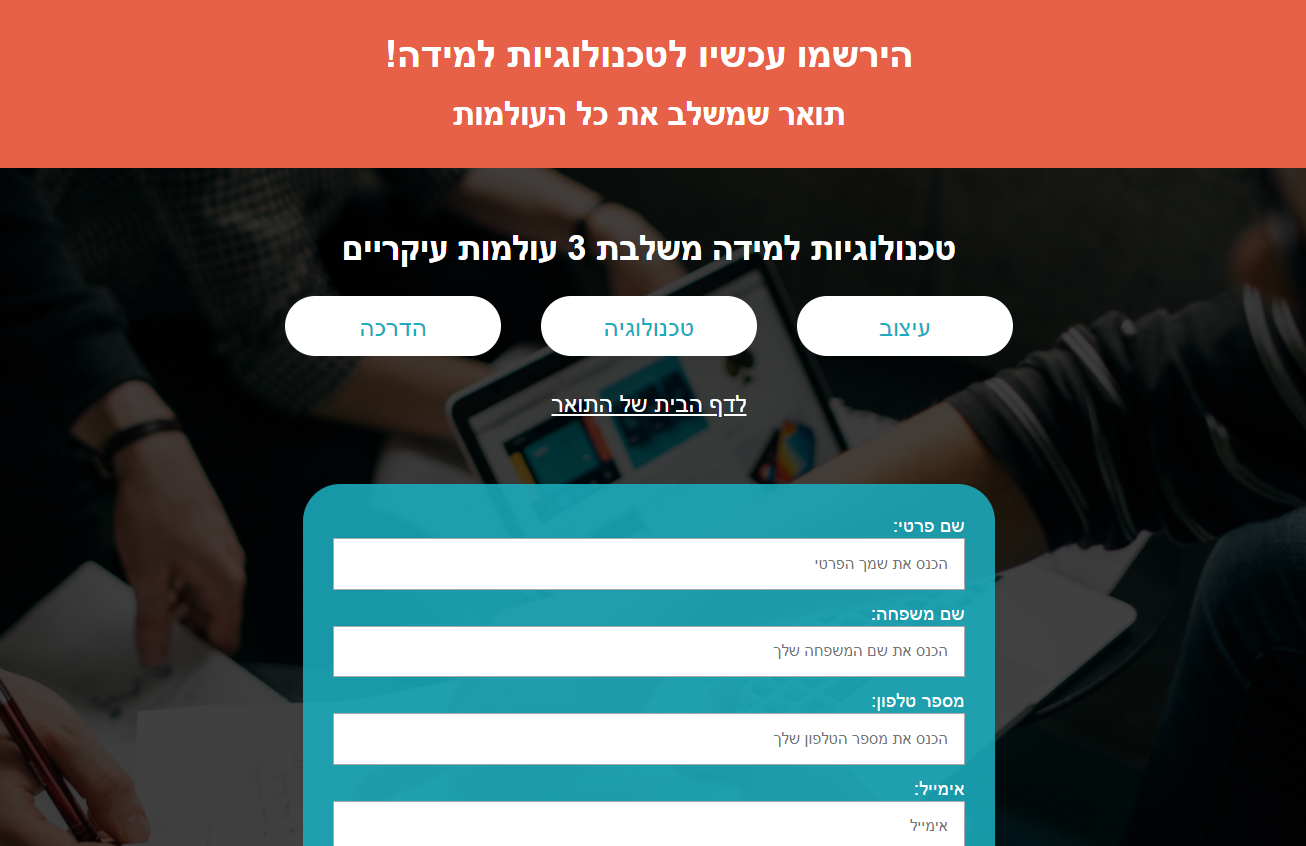 הירשמו עכשיו לטכנולוגיות למידה!
תואר שמשלב את כל העולמות
טכנולוגיות למידה משלבת 3 עולמות עיקריים
עיצוב
טכנולוגיה
הדרכה
לדף הבית של התואר
שם פרטי:
הכנס את שמך הפרטי
שם משפחה:
הכנס את שם המשפחה שלך
מספר טלפון:
הכנס את מספר הטלפון שלך
אימייל:
אימייל